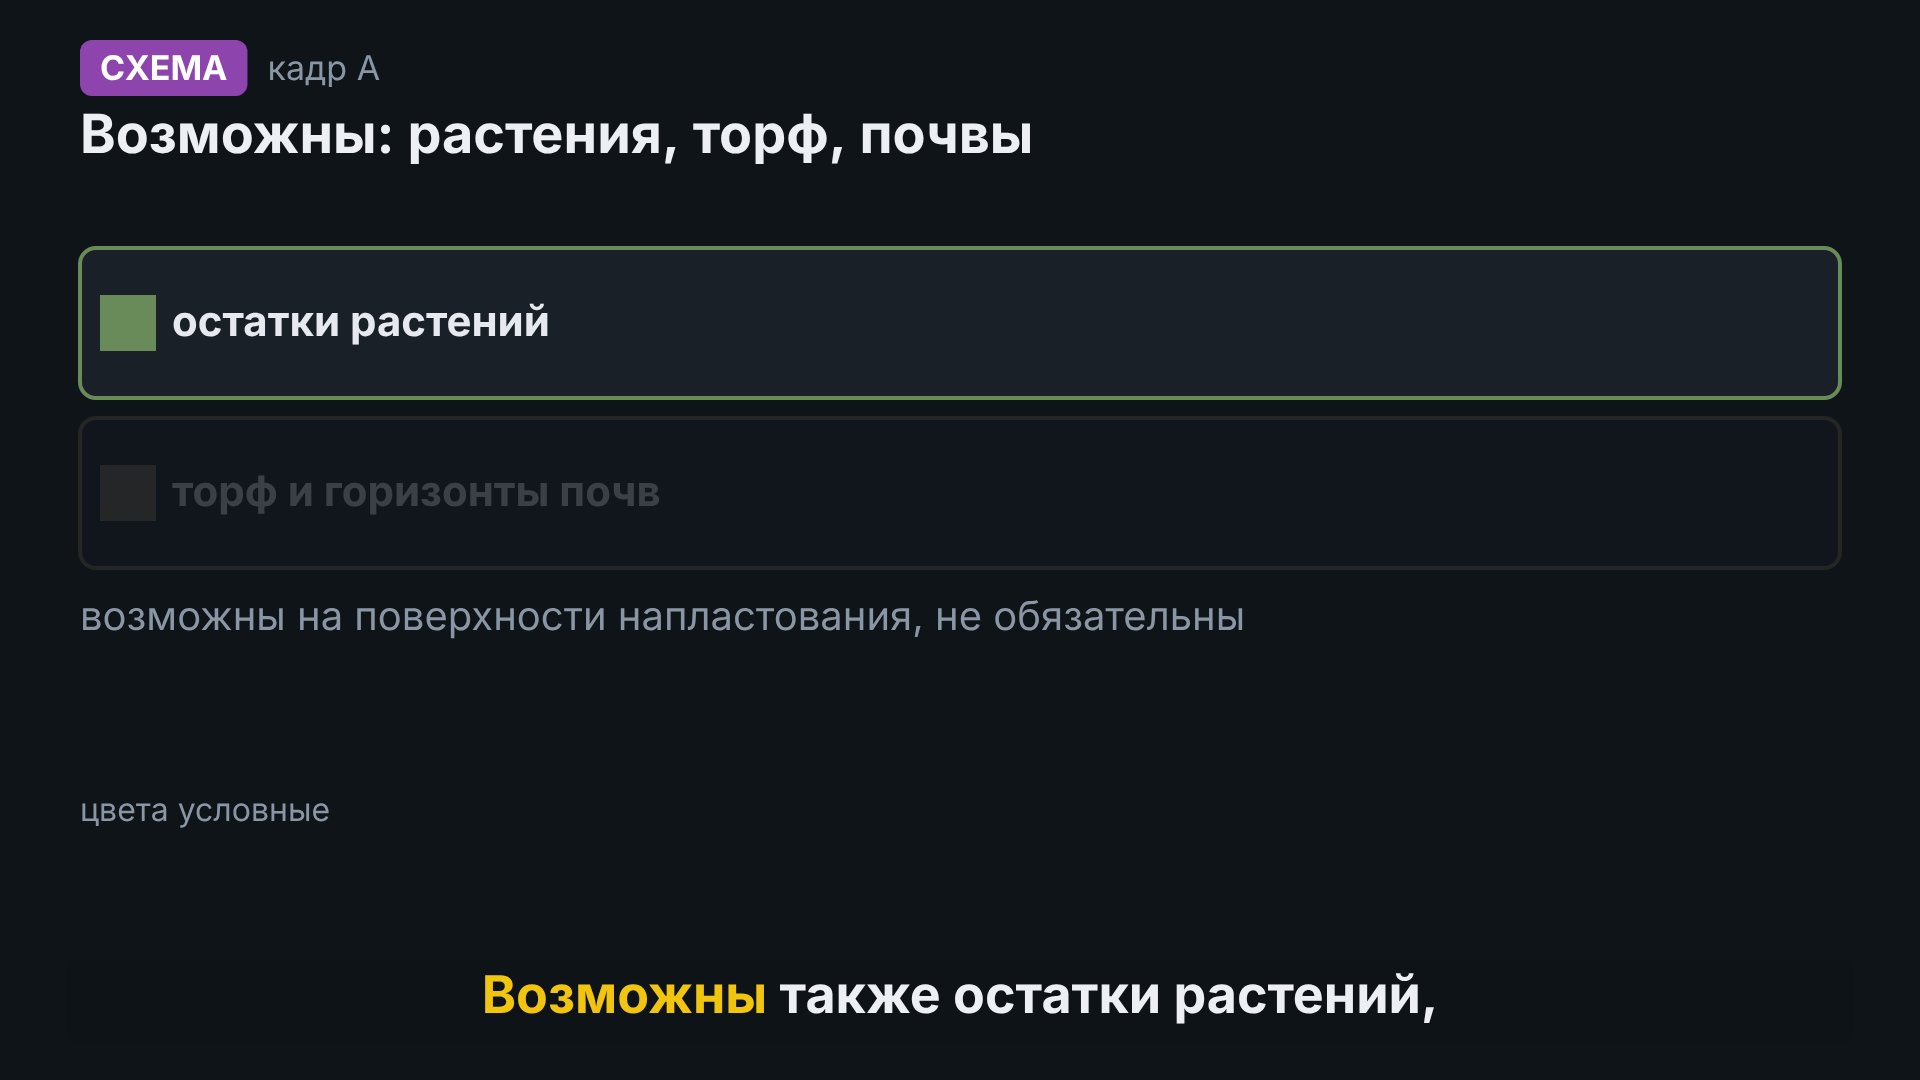 СХЕМА кадр А
Возможны: растения, торф, почвы
остатки растений
торф и горизонты почв
возможны на поверхности напластования, не обязательны
цвета условные
Возможны также остатки растений,